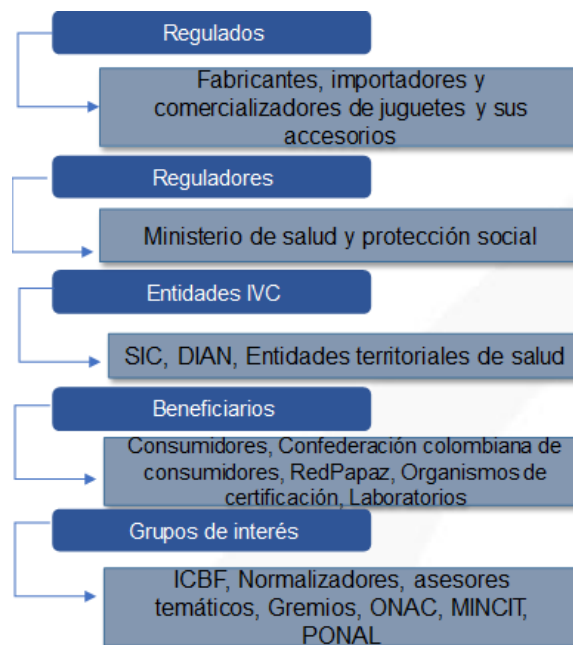 Regulados
Fabricantes, importadores y
comercializadores de juguetes y sus
accesorios
Reguladores
Ministerio de salud y protección social
Entidades IVC
SIC, DIAN, Entidades territoriales de salud
Beneficiarios
Consumidores, Confederación colombiana de
consumidores, RedPapaz, Organismos de
certificación, Laboratorios
Grupos de interés
ICBF, Normalizadores, asesores
temáticos, Gremios, ONAC, MINCIT,
PONAL